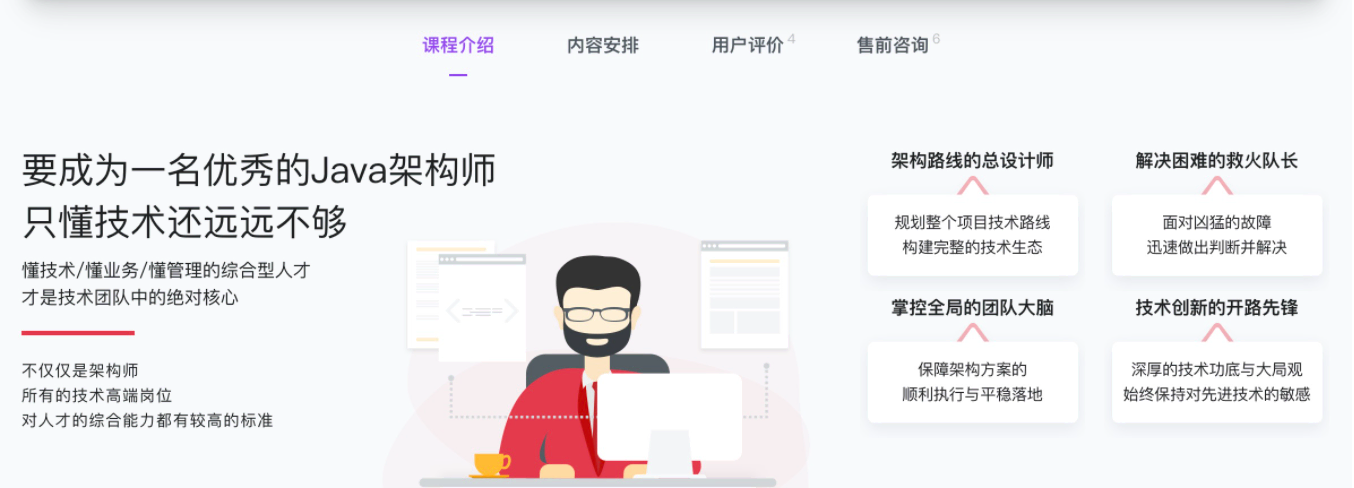 课程介绍
内容安排
用户评价 4
售前咨询 6
要成为一名优秀的Java架构师
只懂技术还远远不够
懂技术/懂业务/懂管理的综合型人才
才是技术团队中的绝对核心
不仅仅是架构师
所有的技术高端岗位
对人才的综合能力都有较高的标准
架构路线的总设计师
规划整个项目技术路线
构建完整的技术生态
解决困难的救火队长
面对凶猛的故障
迅速做出判断并解决
掌控全局的团队大脑
保障架构方案的
顺利执行与平稳落地
技术创新的开路先锋
深厚的技术功底与大局观
始终保持对先进技术的敏感